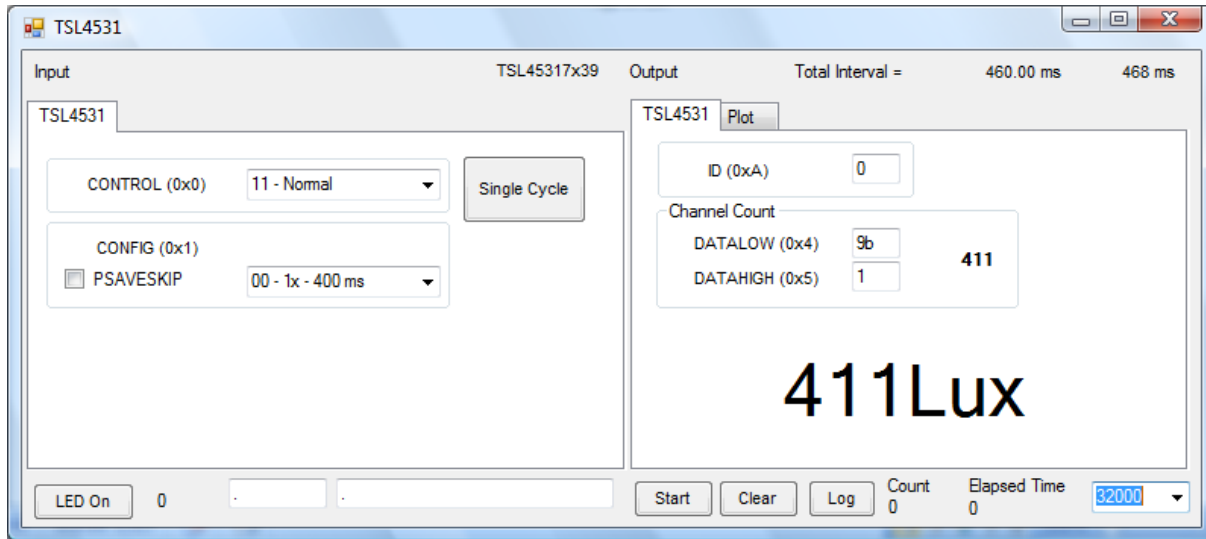 TSL4531
Input
TSL45317x39
TSL4531
CONTROL (0x0)
11 - Normal
Single Cycle
CONFIG (0x1)
PSAVESKIP
00 - 1x - 400 ms
LED On
0
.
.
Output
Total Interval =
460.00 ms
468 ms
TSL4531
Plot
ID (0xA)
0
Channel Count
DATALOW (0x4)
9b
411
DATAHIGH (0x5)
1
411Lux
Start
Clear
Log
Count
0
Elapsed Time
0
32000